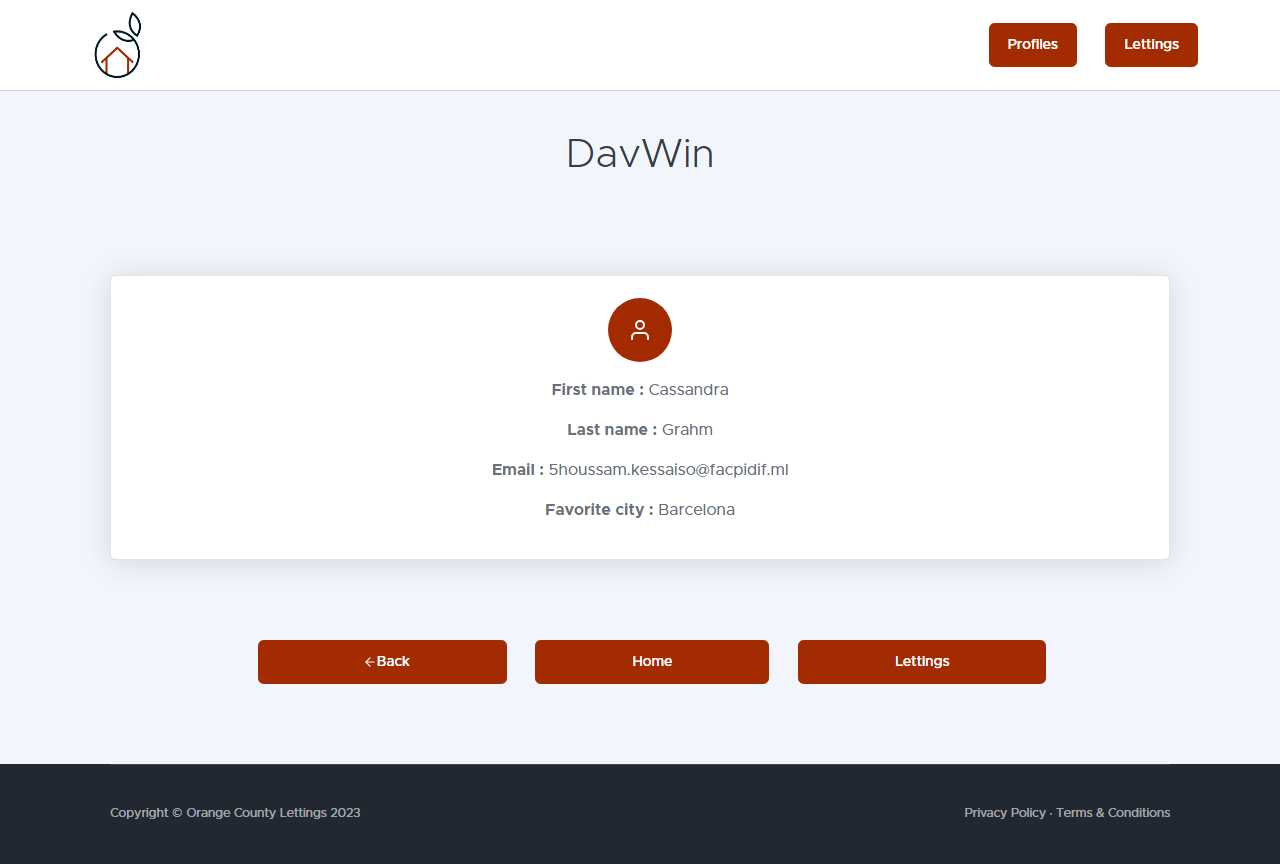 Profiles
Lettings
DavWin
First name : Cassandra
Last name : Grahm
Email : 5houssam.kessaiso@facpidif.ml
Favorite city : Barcelona
←Back
Home
Lettings
Copyright © Orange County Lettings 2023
Privacy Policy · Terms & Conditions